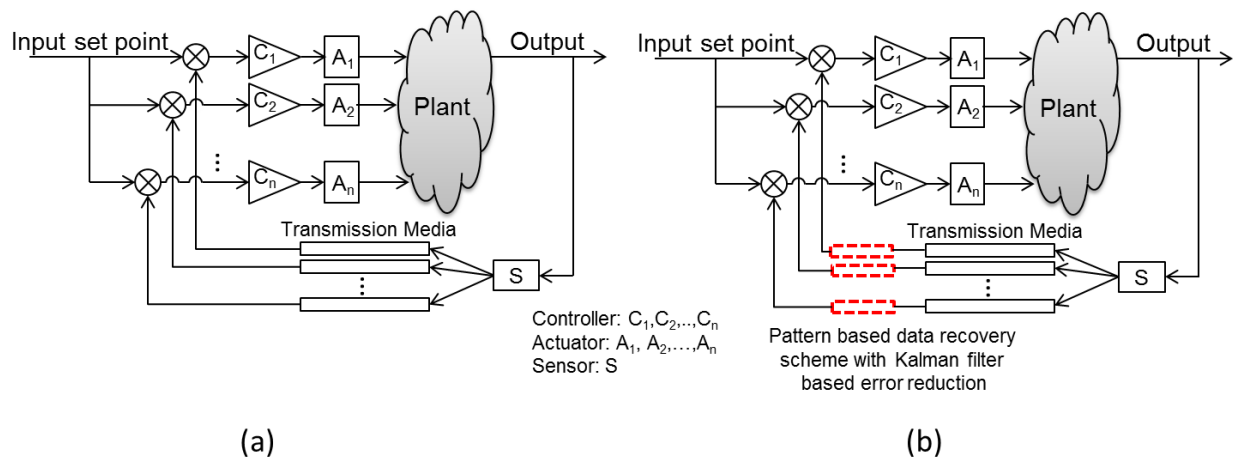 Input set point
Output
C1
A1
C2
A2
Plant
...
Cn
An
Transmission Media
S
...
Controller: C1,C2,..,Cn
Actuator: A1, A2,...,An
Sensor: S
(a)
Input set point
Output
C1
A1
C2
A2
Plant
...
Cn
An
Transmission Media
S
...
Pattern based data recovery
scheme with Kalman filter
based error reduction
(b)